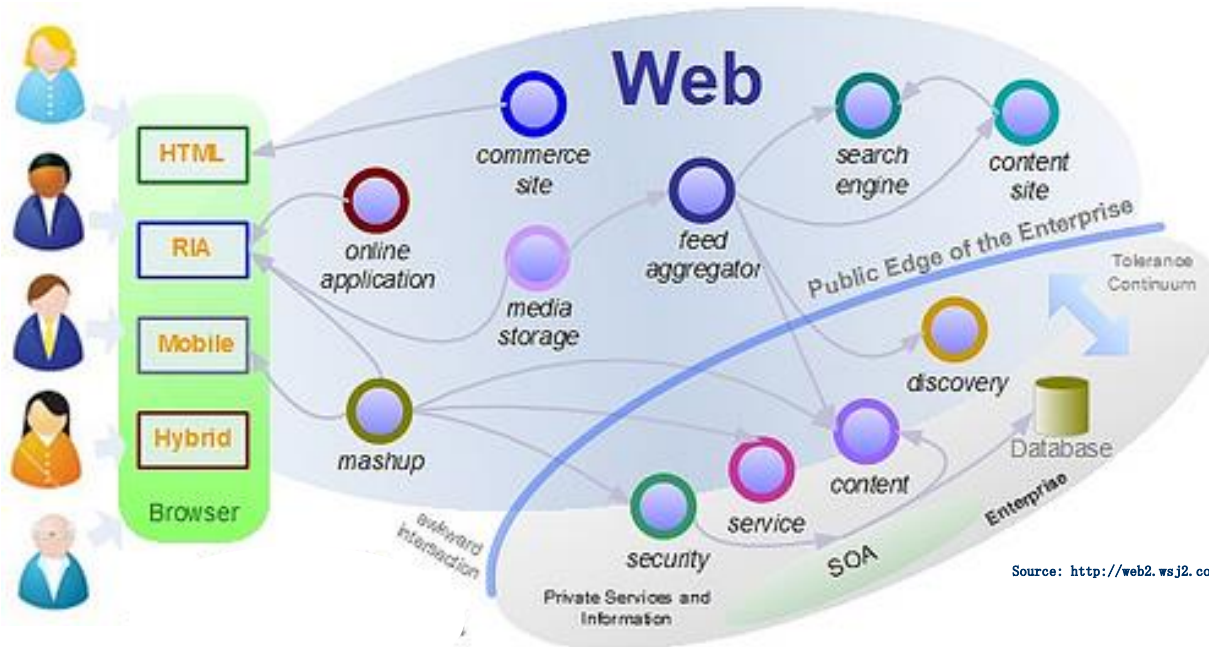 Web
HTML
commerce
site
search
engine
content
site
RIA
online
application
feed
aggregator
media
storage
Public Edge of the Enterprise
Tolerance
Continuum
Mobile
discovery
Hybrid
mashup
Database
content
Browser
service
Enterprise
awkward
intersection
security
SOA
Source: http://web2.wsj2.co
Private Services and
Information